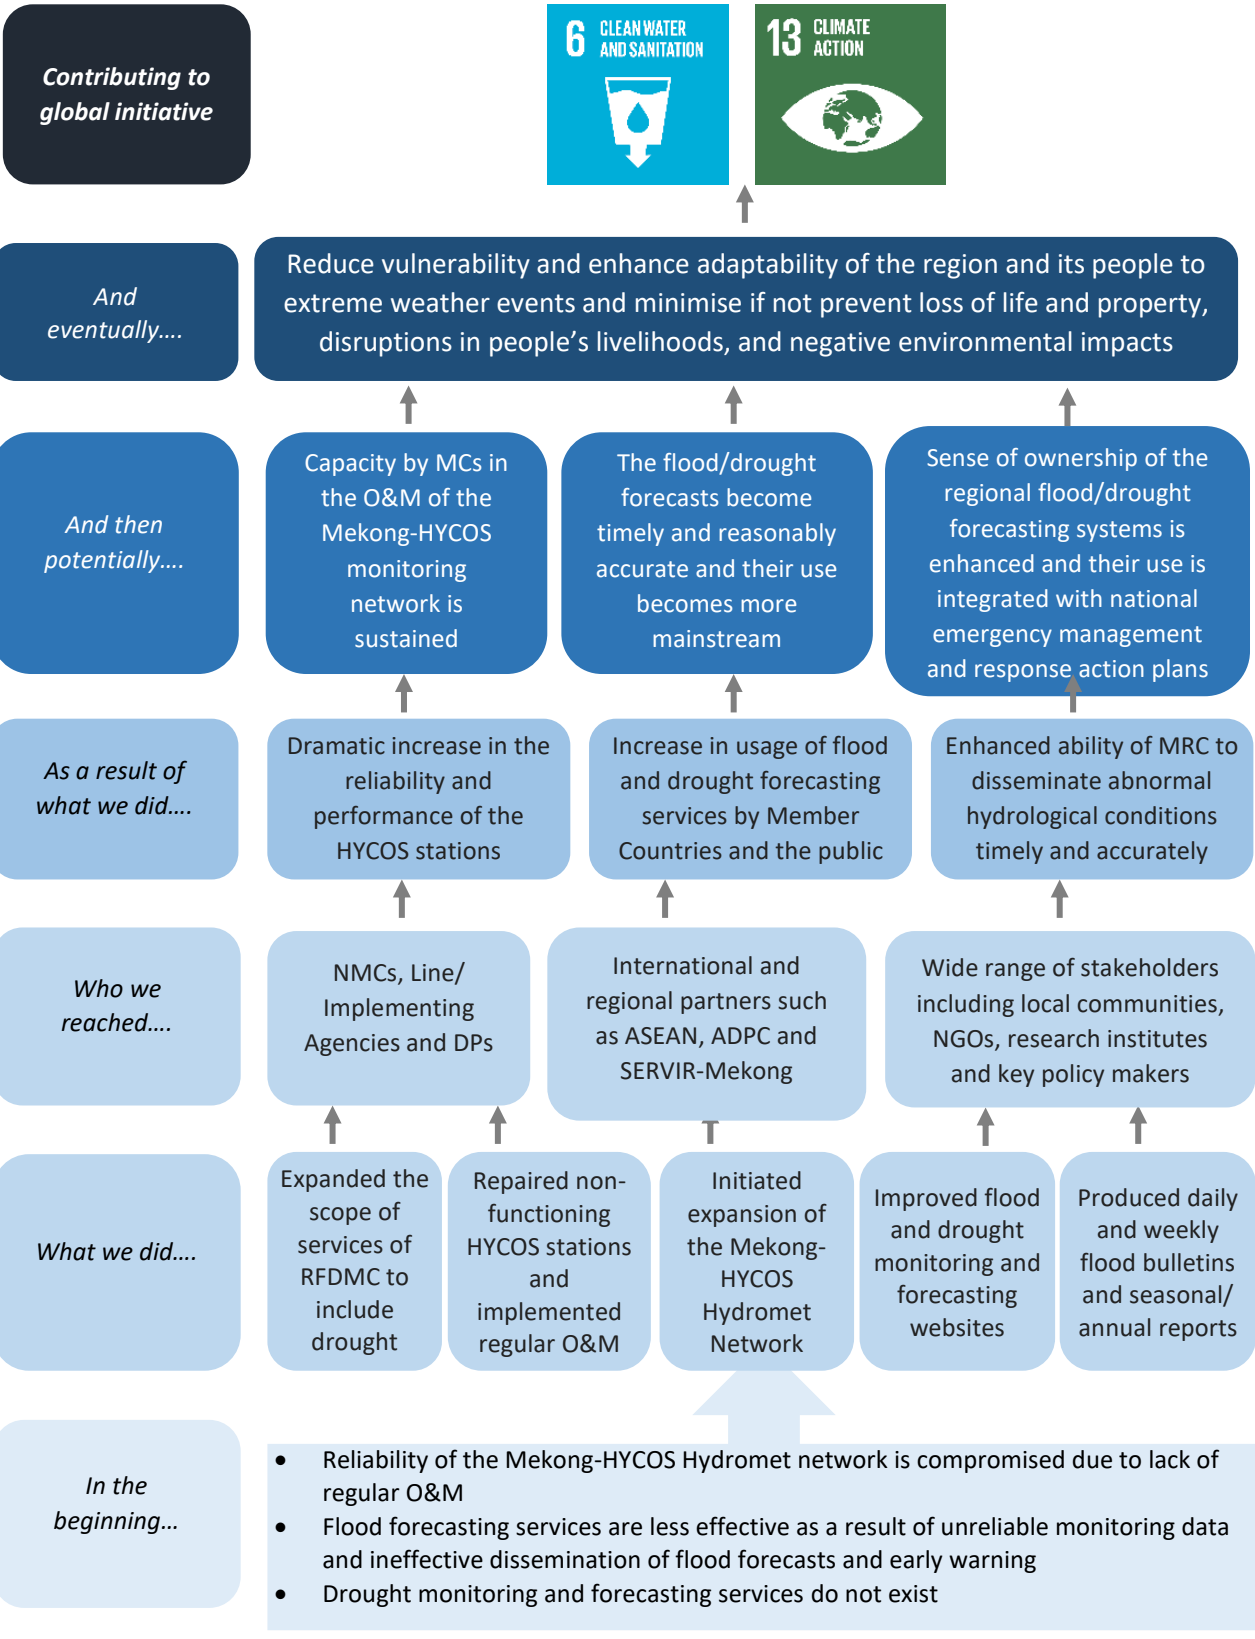 Contributing to
global initiative
6 CLEAN WATER
AND SANITATION
13 CLIMATE
ACTION
And
eventually….
Reduce vulnerability and enhance adaptability of the region and its people to
extreme weather events and minimise if not prevent loss of life and property,
disruptions in people’s livelihoods, and negative environmental impacts
And then
potentially….
Capacity by MCs in
the O&M of the
Mekong-HYCOS
monitoring
network is
sustained
The flood/drought
forecasts become
timely and reasonably
accurate and their use
becomes more
mainstream
Sense of ownership of the
regional flood/drought
forecasting systems is
enhanced and their use is
integrated with national
emergency management
and response action plans
As a result of
what we did….
Dramatic increase in the
reliability and
performance of the
HYCOS stations
Increase in usage of flood
and drought forecasting
services by Member
Countries and the public
Enhanced ability of MRC to
disseminate abnormal
hydrological conditions
timely and accurately
Who we
reached….
NMCs, Line/
Implementing
Agencies and DPs
International and
regional partners such
as ASEAN, ADPC and
SERVIR-Mekong
Wide range of stakeholders
including local communities,
NGOs, research institutes
and key policy makers
What we did….
Expanded the
scope of
services of
RFDMC to
include
drought
Repaired non-
functioning
HYCOS stations
and
implemented
regular O&M
Initiated
expansion of
the Mekong-
HYCOS
Hydromet
Network
Improved flood
and drought
monitoring and
forecasting
websites
Produced daily
and weekly
flood bulletins
and seasonal/
annual reports
In the
beginning…
• Reliability of the Mekong-HYCOS Hydromet network is compromised due to lack of
regular O&M
• Flood forecasting services are less effective as a result of unreliable monitoring data
and ineffective dissemination of flood forecasts and early warning
• Drought monitoring and forecasting services do not exist